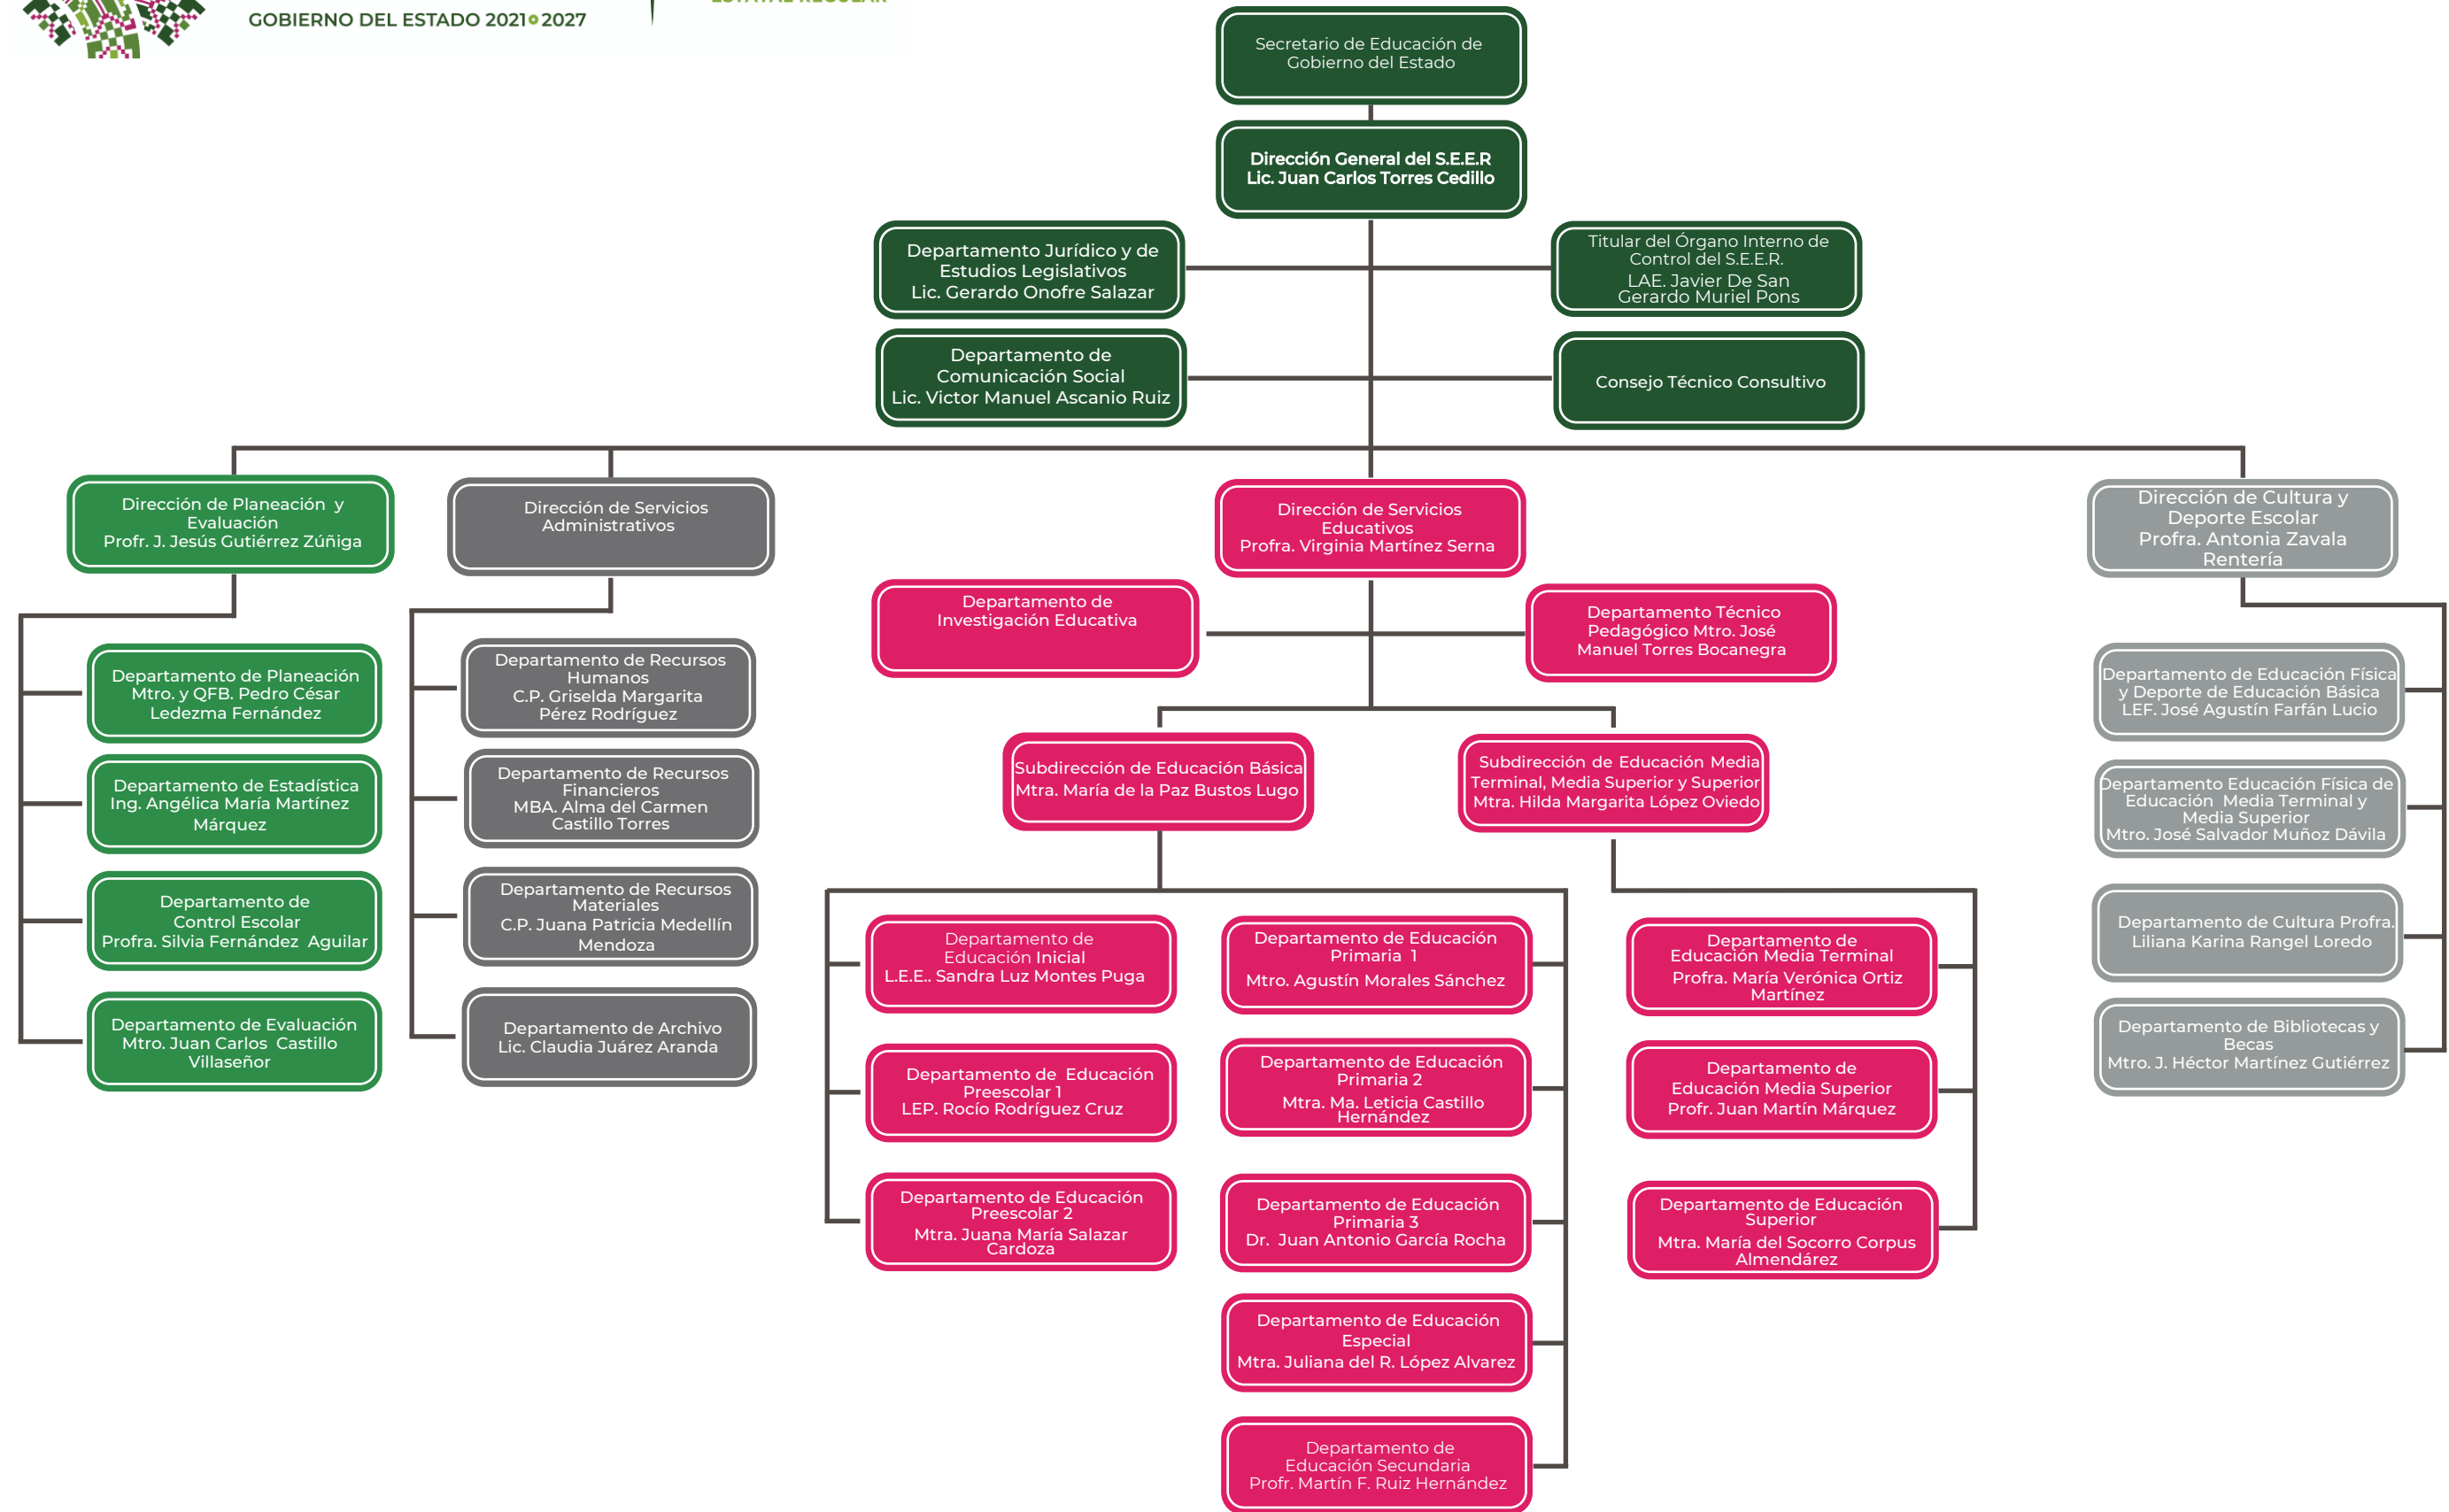 GOBIERNO DEL ESTADO 2021 2027
ESTATAL REGULAR
Secretario de Educación de
Gobierno del Estado
Dirección General del S.E.E.R
Lic. Juan Carlos Torres Cedillo
Departamento Jurídico y de
Estudios Legislativos
Lic. Gerardo Onofre Salazar
Titular del Órgano Interno de
Control del S.E.E.R.
LAE. Javier De San
Gerardo Muriel Pons
Departamento de
Comunicación Social
Lic. Victor Manuel Ascanio Ruiz
Consejo Técnico Consultivo
Dirección de Planeación y
Evaluación
Profr. J. Jesús Gutiérrez Zúñiga
Dirección de Servicios
Administrativos
Dirección de Servicios
Educativos
Profra. Virginia Martínez Serna
Dirección de Cultura y
Deporte Escolar
Profra. Antonia Zavala
Rentería
Departamento de
Investigación Educativa
Departamento Técnico
Pedagógico Mtro. José
Manuel Torres Bocanegra
Departamento de Planeación
Mtro. y QFB. Pedro César
Ledezma Fernández
Departamento de Estadística
Ing. Angélica María Martínez
Márquez
Departamento de
Control Escolar
Profra. Silvia Fernández Aguilar
Departamento de Evaluación
Mtro. Juan Carlos Castillo
Villaseñor
Departamento de Recursos
Humanos
C.P. Griselda Margarita
Pérez Rodríguez
Departamento de Recursos
Financieros
MBA. Alma del Carmen
Castillo Torres
Departamento de Recursos
Materiales
C.P. Juana Patricia Medellín
Mendoza
Departamento de Archivo
Lic. Claudia Juárez Aranda
Subdirección de Educación Básica
Mtra. María de la Paz Bustos Lugo
Subdirección de Educación Media
Terminal, Media Superior y Superior
Mtra. Hilda Margarita López Oviedo
Departamento de
Educación Inicial
L.E.E.. Sandra Luz Montes Puga
Departamento de Educación
Preescolar 1
LEP. Rocío Rodríguez Cruz
Departamento de Educación
Preescolar 2
Mtra. Juana María Salazar
Cardoza
Departamento de Educación
Primaria 1
Mtro. Agustín Morales Sánchez
Departamento de Educación
Primaria 2
Mtra. Ma. Leticia Castillo
Hernández
Departamento de Educación
Primaria 3
Dr. Juan Antonio García Rocha
Departamento de Educación
Especial
Mtra. Juliana del R. López Alvarez
Departamento de
Educación Secundaria
Profr. Martín F. Ruiz Hernández
Departamento de
Educación Media Terminal
Profra. María Verónica Ortiz
Martínez
Departamento de
Educación Media Superior
Profr. Juan Martín Márquez
Departamento de Educación
Superior
Mtra. María del Socorro Corpus
Almendárez
Departamento de Educación Física
y Deporte de Educación Básica
LEF. José Agustín Farfán Lucio
Departamento Educación Física de
Educación Media Terminal y
Media Superior
Mtro. José Salvador Muñoz Dávila
Departamento de Cultura Profra.
Liliana Karina Rangel Loredo
Departamento de Bibliotecas y
Becas
Mtro. J. Héctor Martínez Gutiérrez